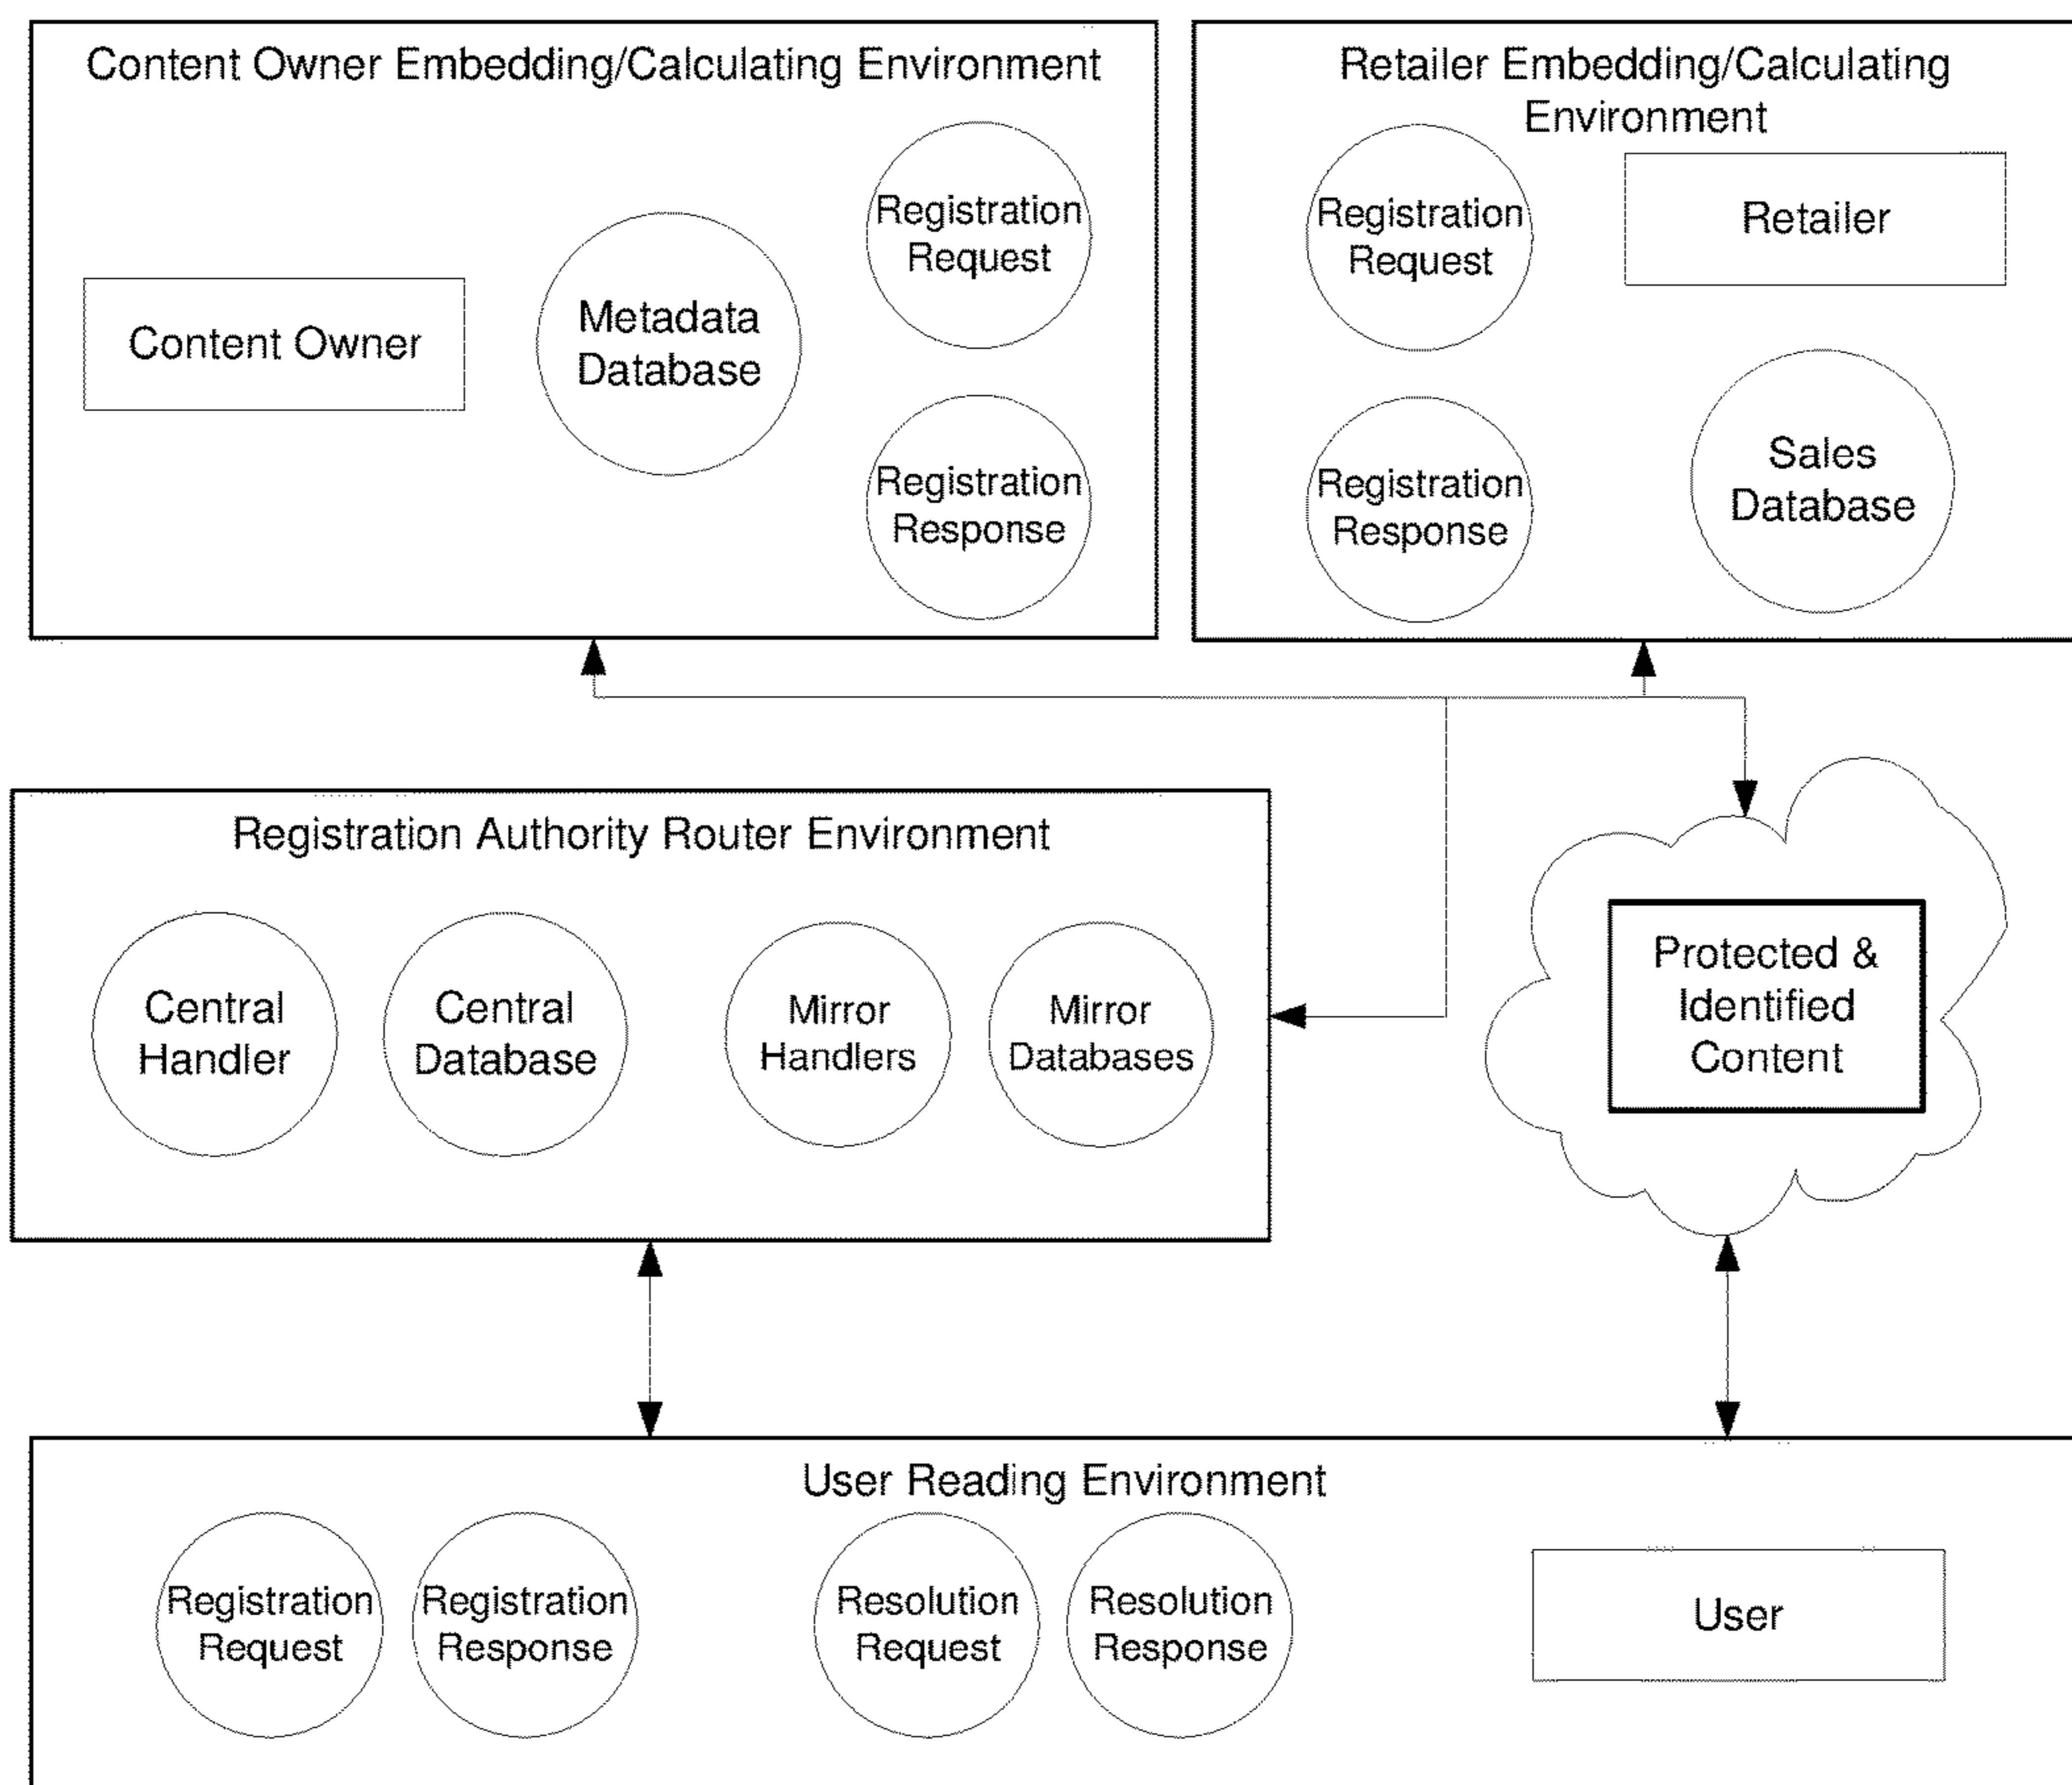 Content Owner Embedding/Calculating Environment
Content Owner
Metadata
Database
Registration
Request
Registration
Response
Retailer Embedding/Calculating
Environment
Registration
Request
Retailer
Registration
Response
Sales
Database
Registration Authority Router Environment
Central
Handler
Central
Database
Mirror
Handlers
Mirror
Databases
Protected &
Identified
Content
User Reading Environment
Registration
Request
Registration
Response
Resolution
Request
Resolution
Response
User